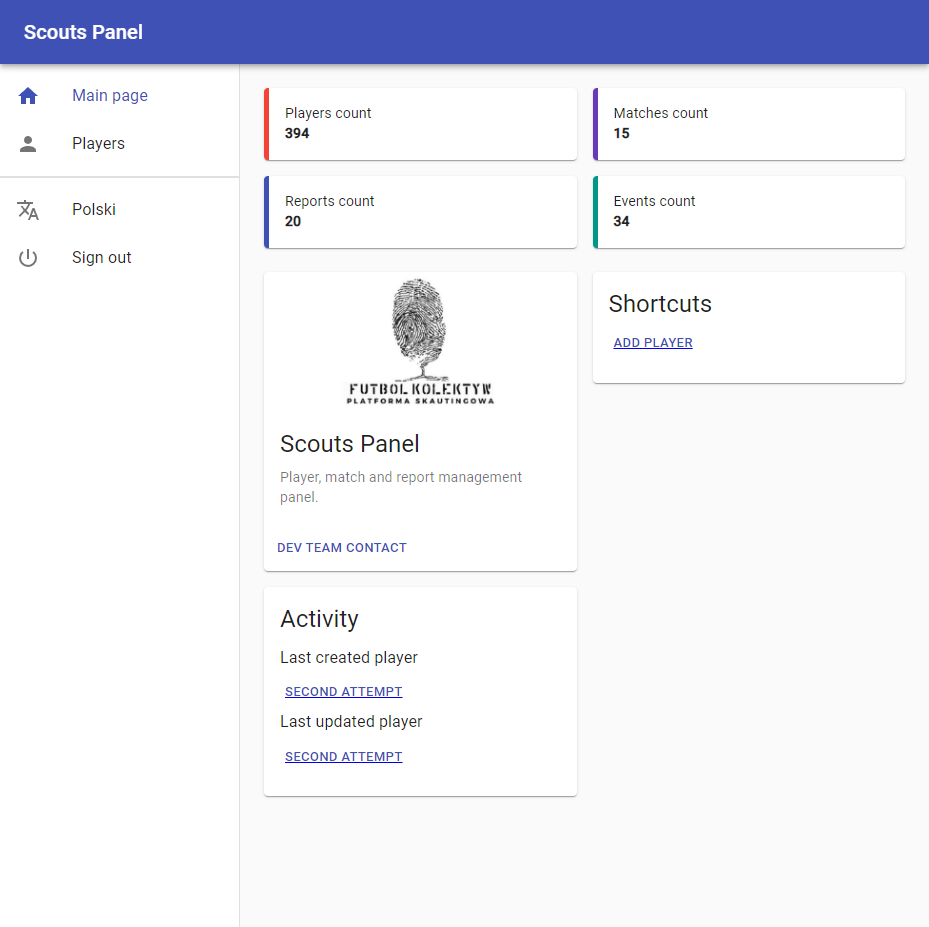 Scouts Panel
Main page
Players
Polski
Sign out
Players count
394
Matches count
15
Reports count
20
Events count
34
FUTBOL KOLEKTYW
PLATFORMA SKAUTINGOWA
Scouts Panel
Player, match and report management
panel.
DEV TEAM CONTACT
Shortcuts
ADD PLAYER
Activity
Last created player
SECOND ATTEMPT
Last updated player
SECOND ATTEMPT